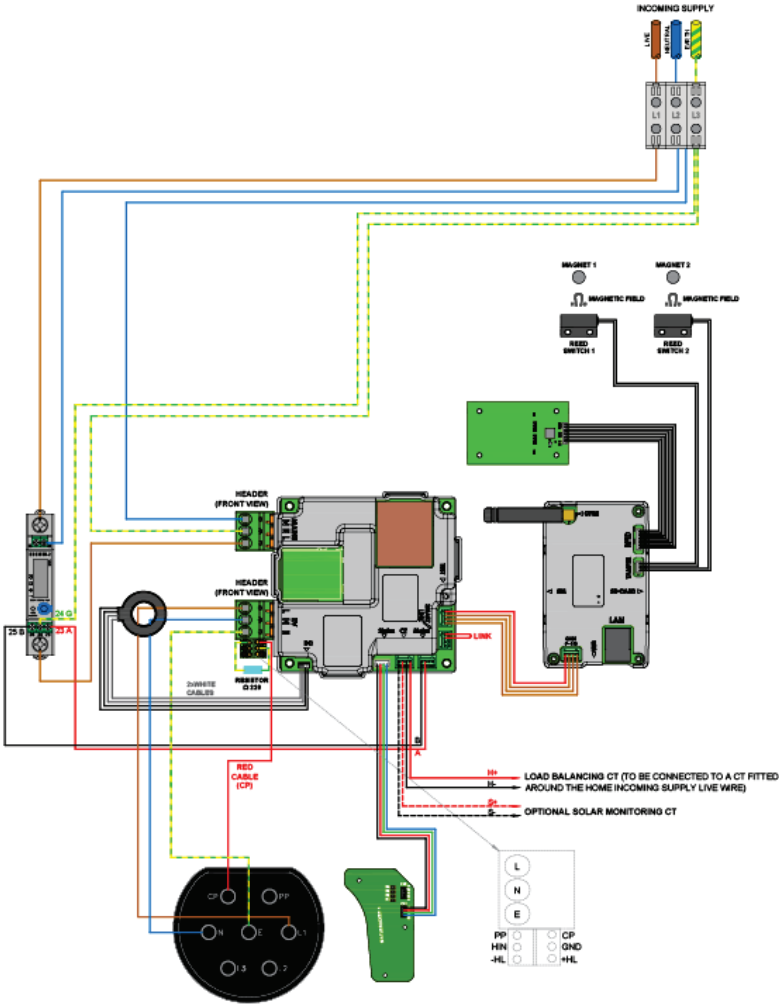 INCOMING SUPPLY
LIVE
NEUTRAL
EARTH
L1
L2
L3
MAGNET 1
MAGNET 2
MAGNETIC FIELD
MAGNETIC FIELD
REED
SWITCH 1
REED
SWITCH 2
HEADER
(FRONT VIEW)
HEADER
(FRONT VIEW)
LAN
LINK
24 G
25 B
23 A
2xWHITE
CABLES
RESISTOR
Ω 220
B
A
RED
CABLE
(CP)
H+
LOAD BALANCING CT (TO BE CONNECTED TO A CT FITTED
H-
AROUND THE HOME INCOMING SUPPLY LIVE WIRE)
S+
S-
OPTIONAL SOLAR MONITORING CT
L
N
E
PP
CP
HIN
GND
-HL
+HL
CP
PP
N
E
L1
L3
L2